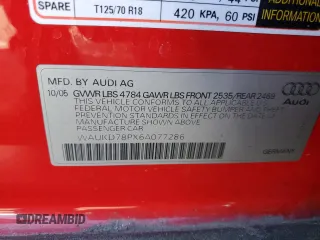 SPARE T125/70 R18 420 KPA, 60 PSI
MFD. BY AUDI AG
10/05 GVWR LBS 4784 GAWR LBS FRONT 2535/REAR 2469
THIS VEHICLE CONFORMS TO ALL APPLICABLE
FEDERAL MOTOR VEHICLE SAFETY BUMPER AND THEFT
PREVENTION STANDARDS IN EFFECT ON THE
DATE OF MANUFACTURE SHOWN ABOVE
PASSENGER CAR
WAUKD78PX6A077286
Audi
GERMANY
DREAMBID